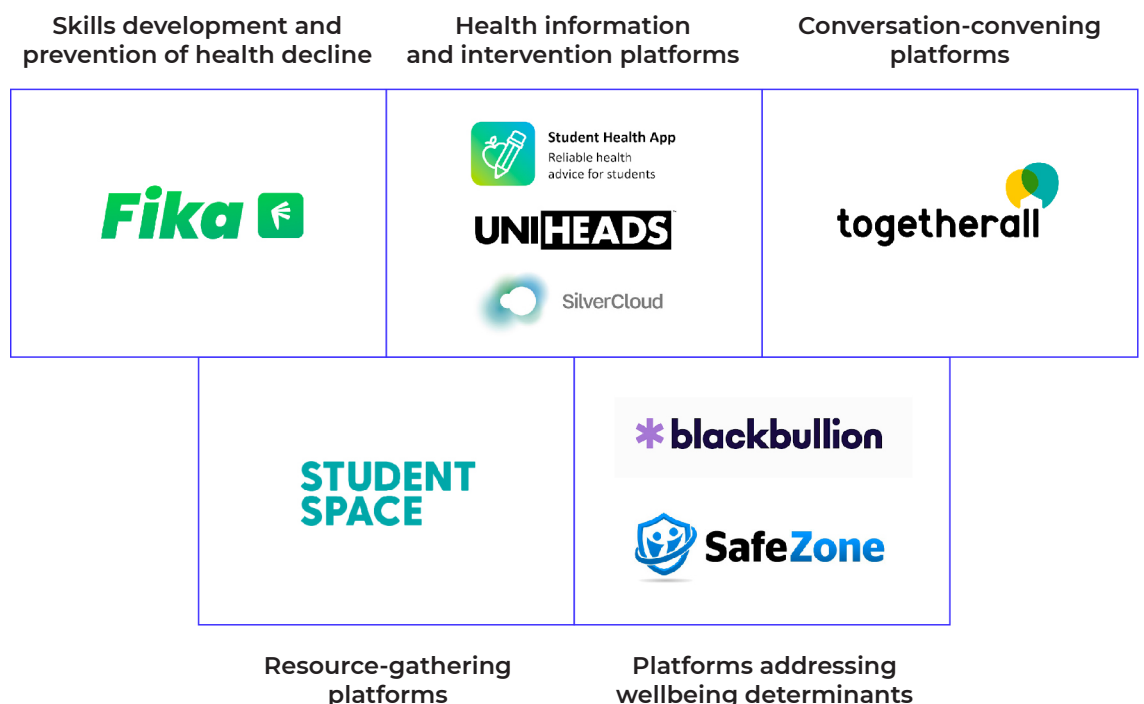 Skills development and
prevention of health decline
Health information
and intervention platforms
Conversation-convening
platforms
Fika
Student Health App
Reliable health
advice for students
UNIHEADS™
SilverCloud
togetherall
STUDENT
SPACE
blackbullion
SafeZone
Resource-gathering
platforms
Platforms addressing
wellbeing determinants